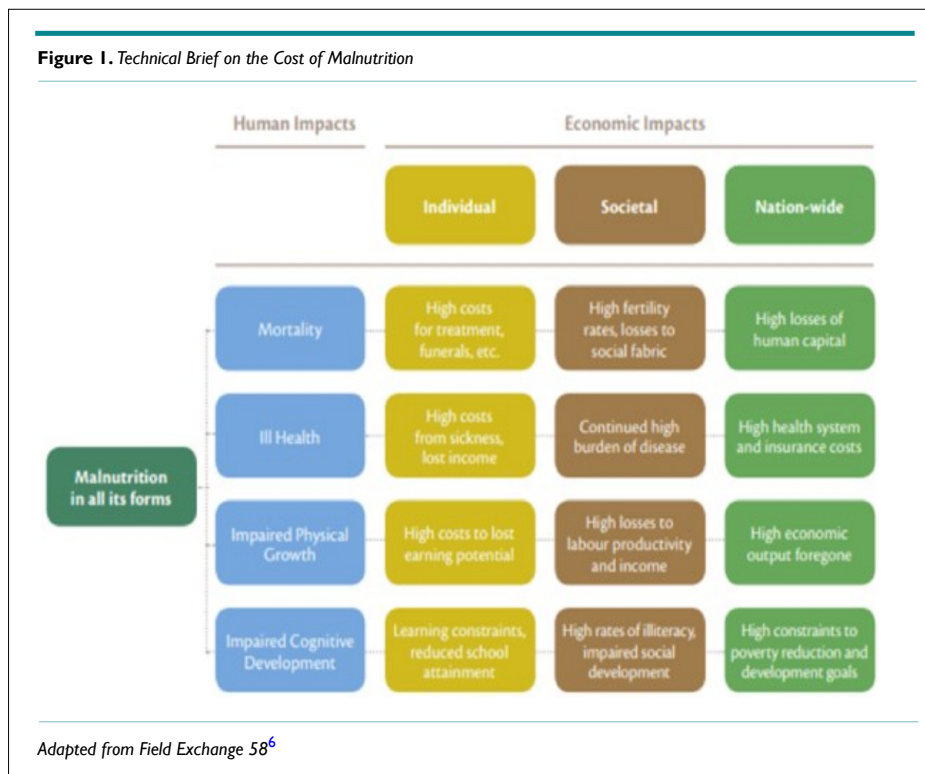 Figure 1. Technical Brief on the Cost of Malnutrition
Human Impacts
Economic Impacts
Individual
Societal
Nation-wide
Malnutrition
in all its forms
Mortality
High costs
for treatment,
funerals, etc.
High fertility
rates, losses to
social fabric
High losses of
human capital
Ill Health
High costs
from sickness,
lost income
Continued high
burden of disease
High health system
and insurance costs
Impaired Physical
Growth
High costs to lost
earning potential
High losses to
labour productivity
and income
High economic
output foregone
Impaired Cognitive
Development
Learning constraints,
reduced school
attainment
High rates of illiteracy,
impaired social
development
High constraints to
poverty reduction and
development goals
Adapted from Field Exchange 58⁶